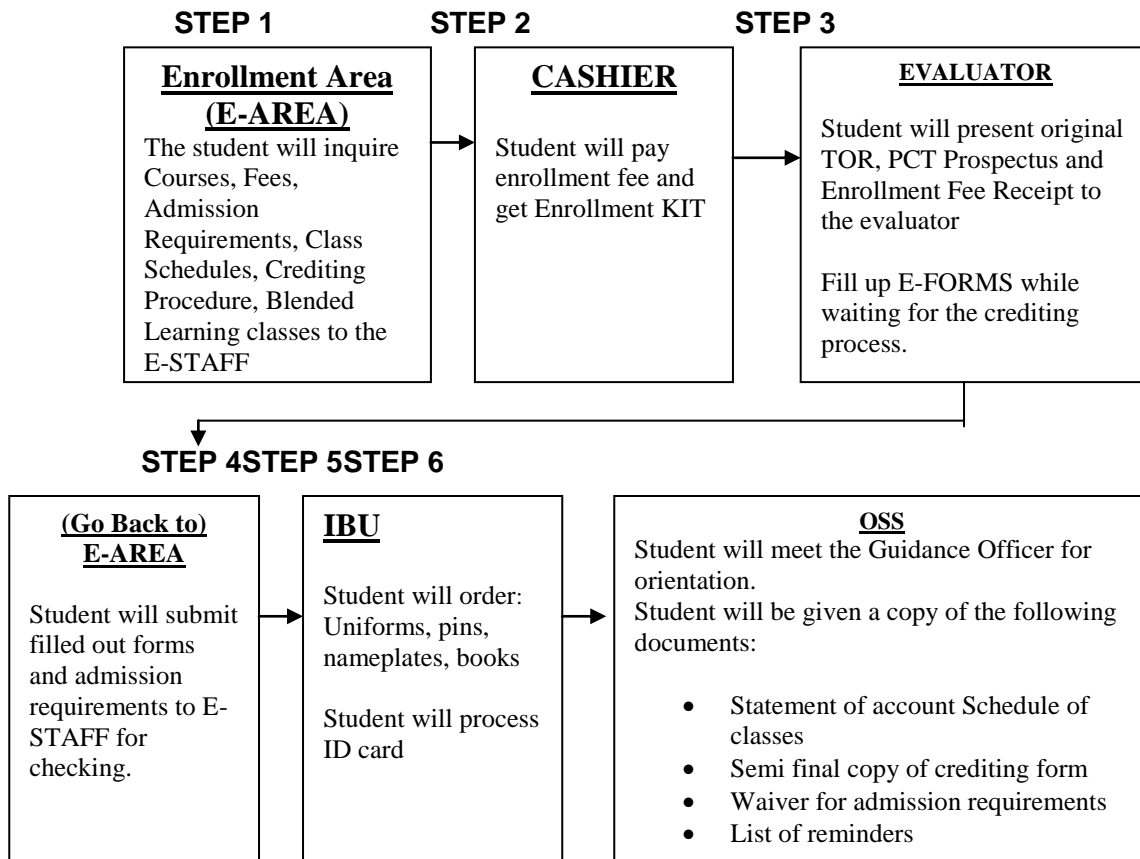 STEP 1 STEP 2 STEP 3
Enrollment Area
(E-AREA)
The student will inquire
Courses, Fees,
Admission
Requirements, Class
Schedules, Crediting
Procedure, Blended
Learning classes to the
E-STAFF
CASHIER
Student will pay
enrollment fee and
get Enrollment KIT
EVALUATOR
Student will present original
TOR, PCT Prospectus and
Enrollment Fee Receipt to
the evaluator
Fill up E-FORMS while
waiting for the crediting
process.
STEP 4STEP 5STEP 6
(Go Back to)
E-AREA
Student will submit
filled out forms
and admission
requirements to E-
STAFF for
checking.
IBU
Student will order:
Uniforms, pins,
nameplates, books
Student will process
ID card
OSS
Student will meet the Guidance Officer for
orientation.
Student will be given a copy of the following
documents:
• Statement of account Schedule of
classes
• Semi final copy of crediting form
• Waiver for admission requirements
• List of reminders